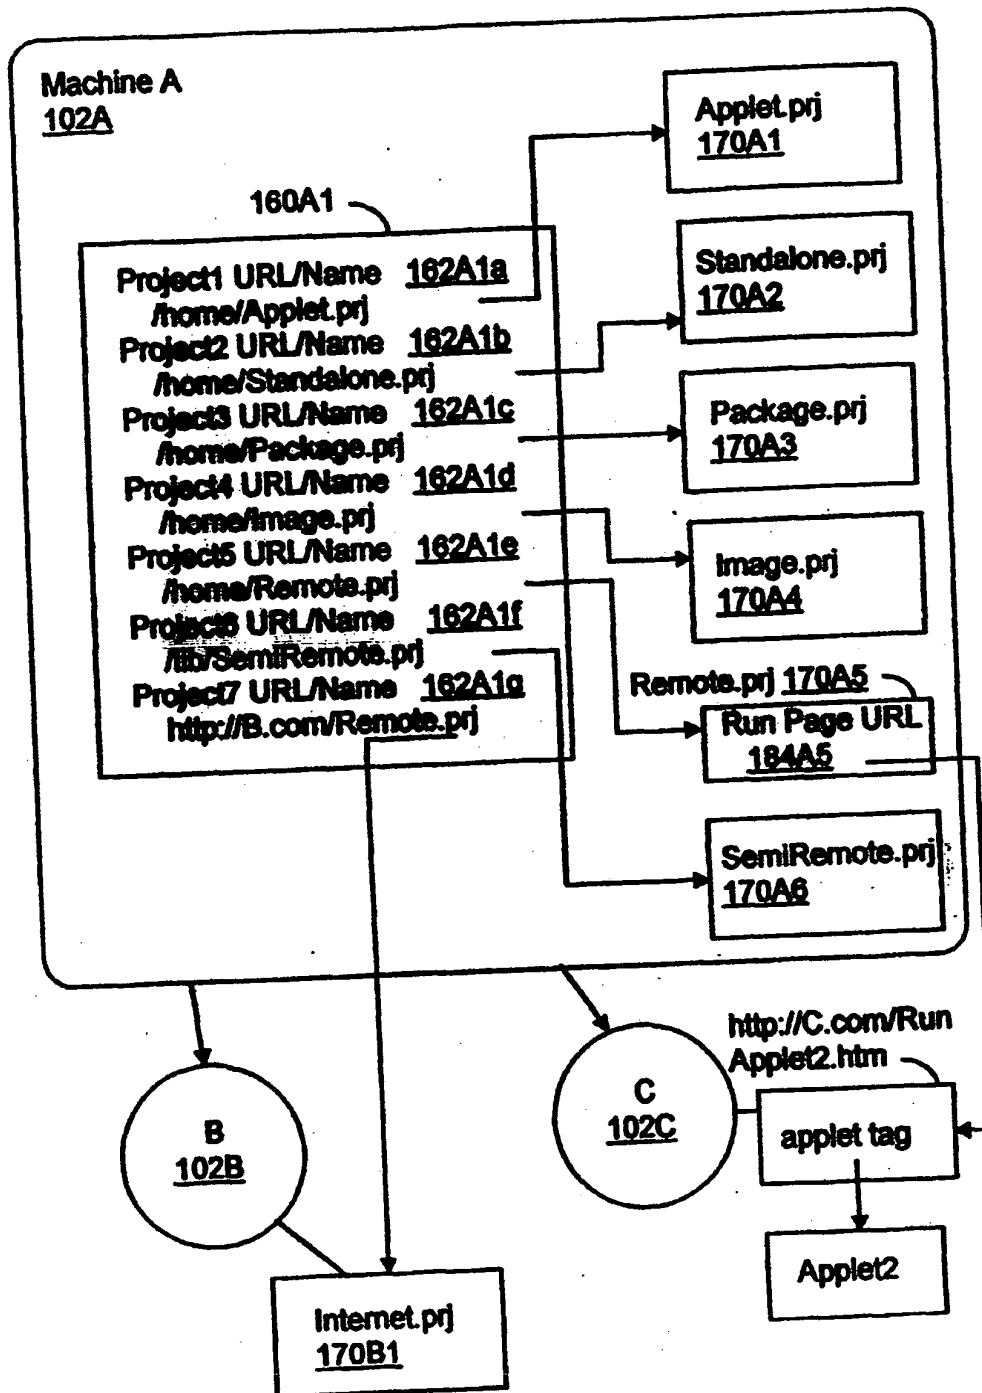 Machine A
102A
160A1
Project1 URL/Name 162A1a
/home/Applet.prj
Project2 URL/Name 162A1b
/home/Standalone.prj
Project3 URL/Name 162A1c
/home/Package.prj
Project4 URL/Name 162A1d
/home/Image.prj
Project5 URL/Name 162A1e
/home/Remote.prj
Project6 URL/Name 162A1f
/lib/SemiRemote.prj
Project7 URL/Name 162A1g
http://B.com/Remote.prj
Applet.prj
170A1
Standalone.prj
170A2
Package.prj
170A3
Image.prj
170A4
Remote.prj 170A5
Run Page URL
184A5
SemiRemote.prj
170A6
B
102B
C
102C
http://C.com/Run
Applet2.htm
applet tag
Applet2
Internet.prj
170B1